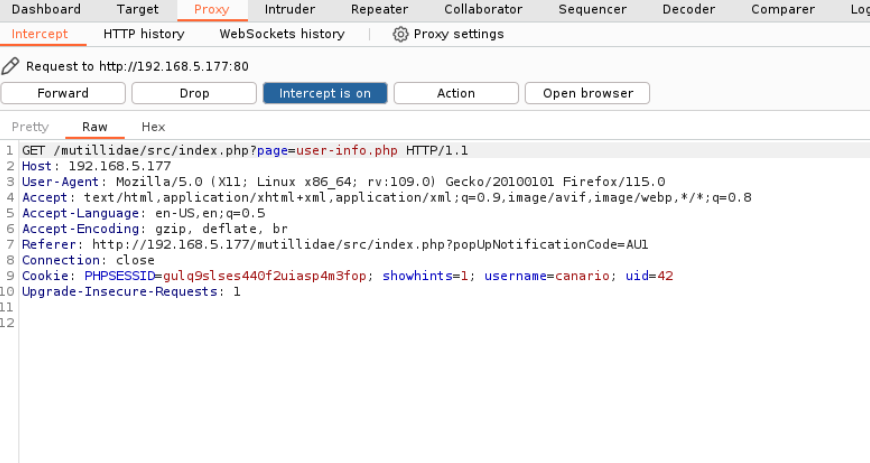 Dashboard Target Proxy Intruder Repeater Collaborator Sequencer Decoder Comparer
Intercept HTTP history WebSockets history Proxy settings
Request to http://192.168.5.177:80
Forward Drop Intercept is on Action Open browser
Pretty Raw Hex
1 GET /mutillidae/src/index.php?page=user-info.php HTTP/1.1
2 Host: 192.168.5.177
3 User-Agent: Mozilla/5.0 (X11; Linux x86_64; rv:109.0) Gecko/20100101 Firefox/115.0
4 Accept: text/html,application/xhtml+xml,application/xml;q=0.9,image/avif,image/webp,*/*;q=0.8
5 Accept-Language: en-US,en;q=0.5
6 Accept-Encoding: gzip, deflate, br
7 Referer: http://192.168.5.177/mutillidae/src/index.php?popUpNotificationCode=AU1
8 Connection: close
9 Cookie: PHPSESSID=gulq9slses440f2uiasp4m3fop; showhints=1; username=canario; uid=42
10 Upgrade-Insecure-Requests: 1
11
12